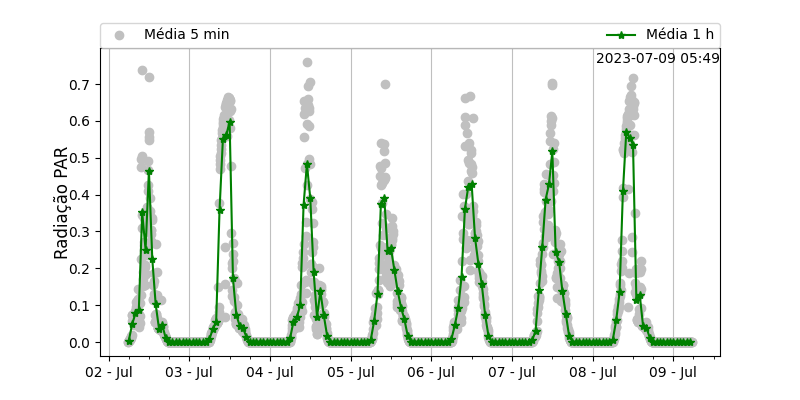 Média 5 min
Média 1 h
2023-07-09 05:49
Radiação PAR
0.7
0.6
0.5
0.4
0.3
0.2
0.1
0.0
02 - Jul
03 - Jul
04 - Jul
05 - Jul
06 - Jul
07 - Jul
08 - Jul
09 - Jul